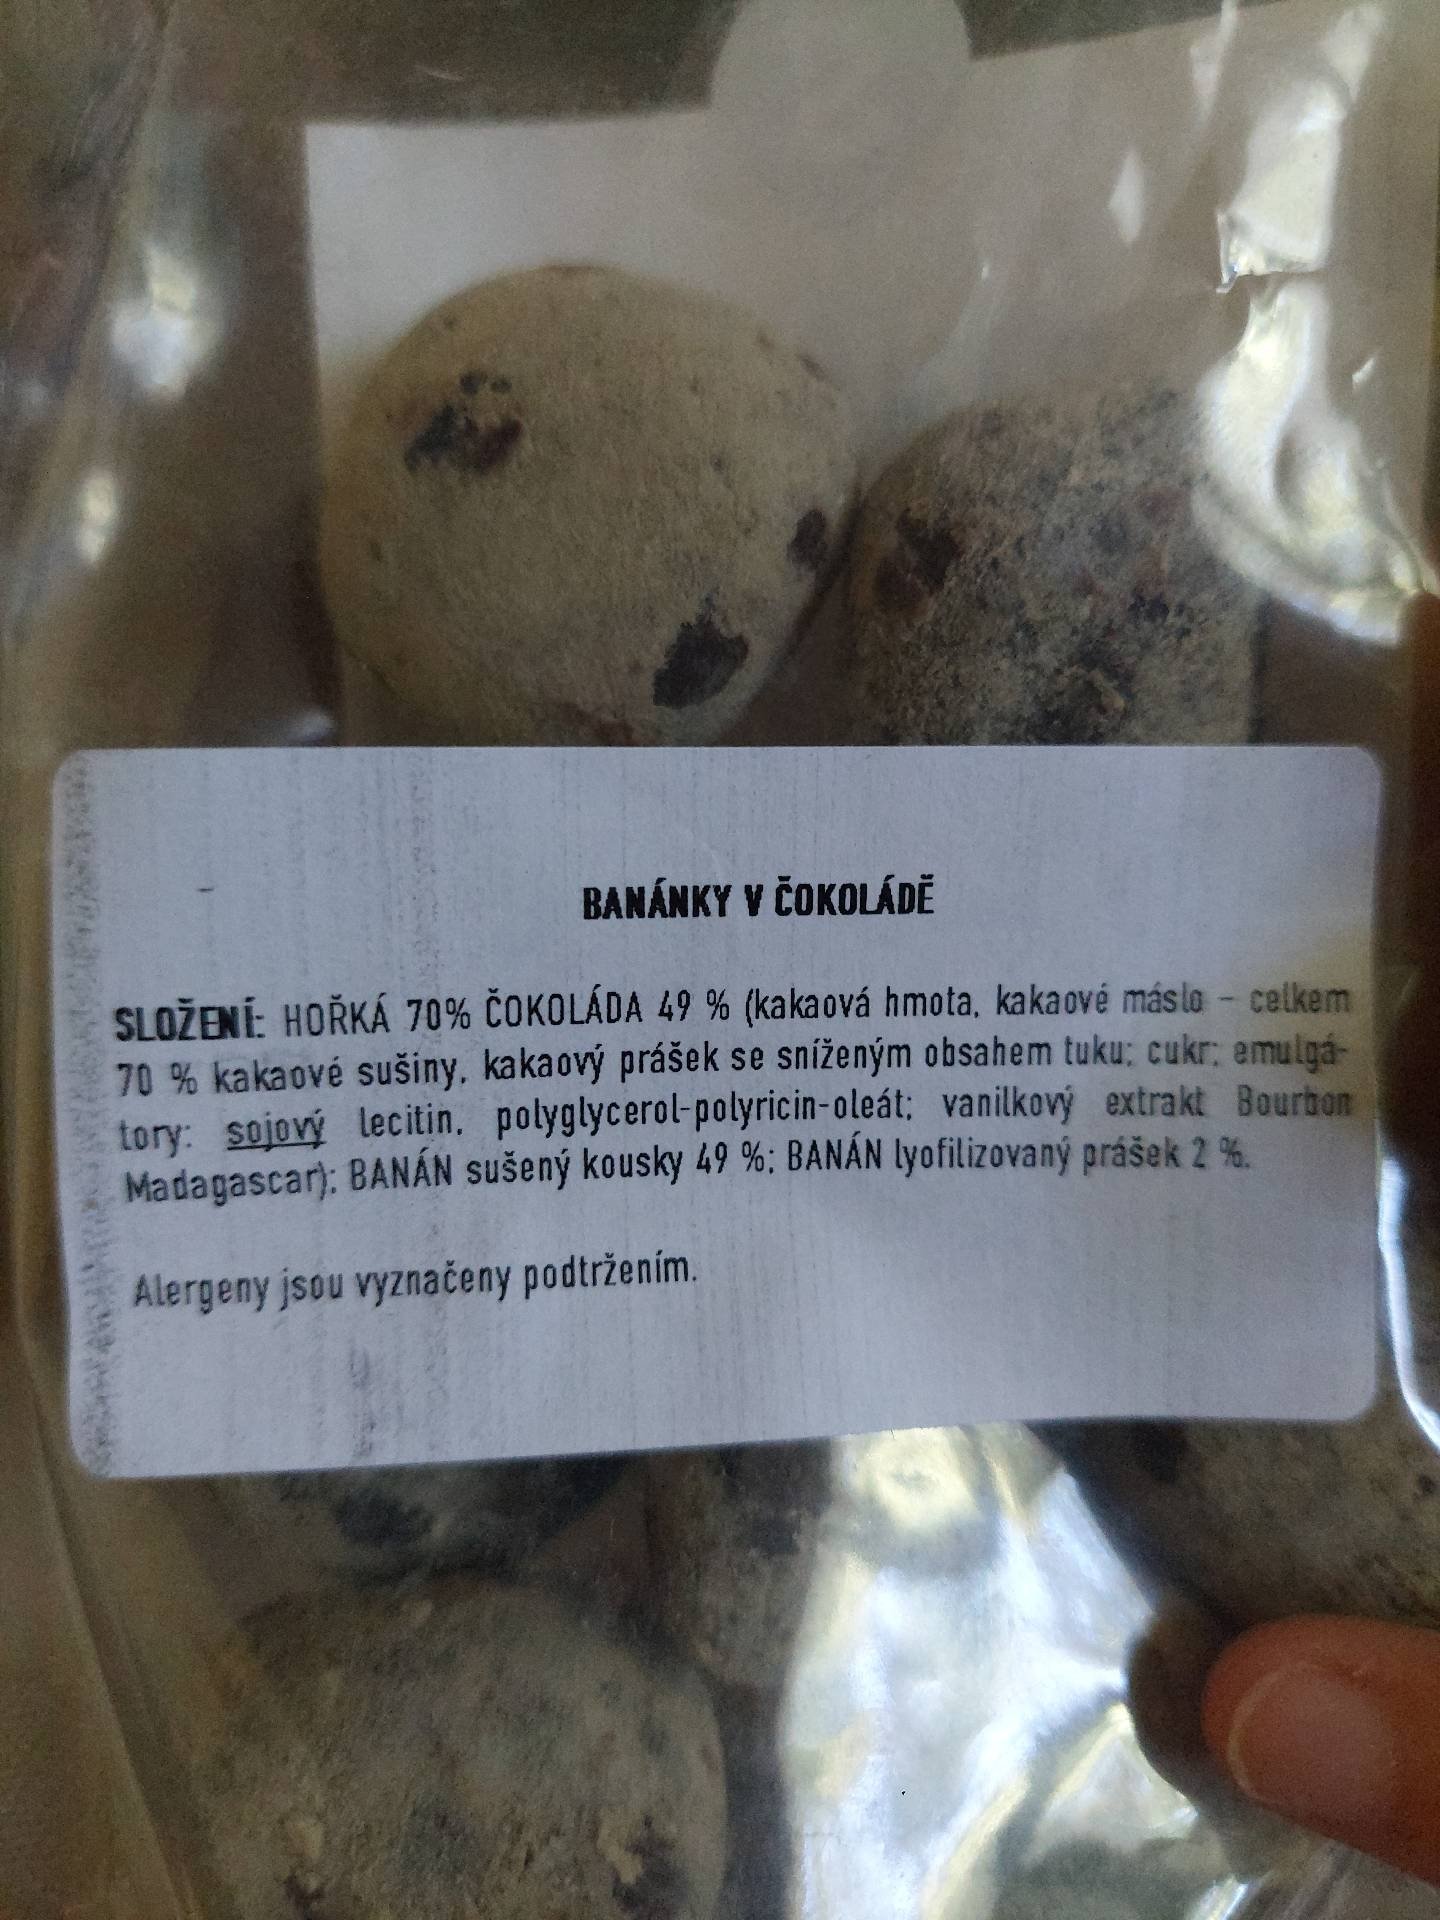 BANÁNKY V ČOKOLÁDĚ
SLOŽENÍ: HOŘKÁ 70% ČOKOLÁDA 49 % (kakaová hmota, kakaové máslo - celkem
70 % kakaové sušiny, kakaový prášek se sníženým obsahem tuku; cukr; emulgá-
tory: sojový lecitin, polyglycerol-polyricin-oleát; vanilkový extrakt Bourbon
Madagascar); BANÁN sušený kousky 49 %; BANÁN lyofilizovaný prášek 2 %.
Alergeny jsou vyznačeny podtržením.